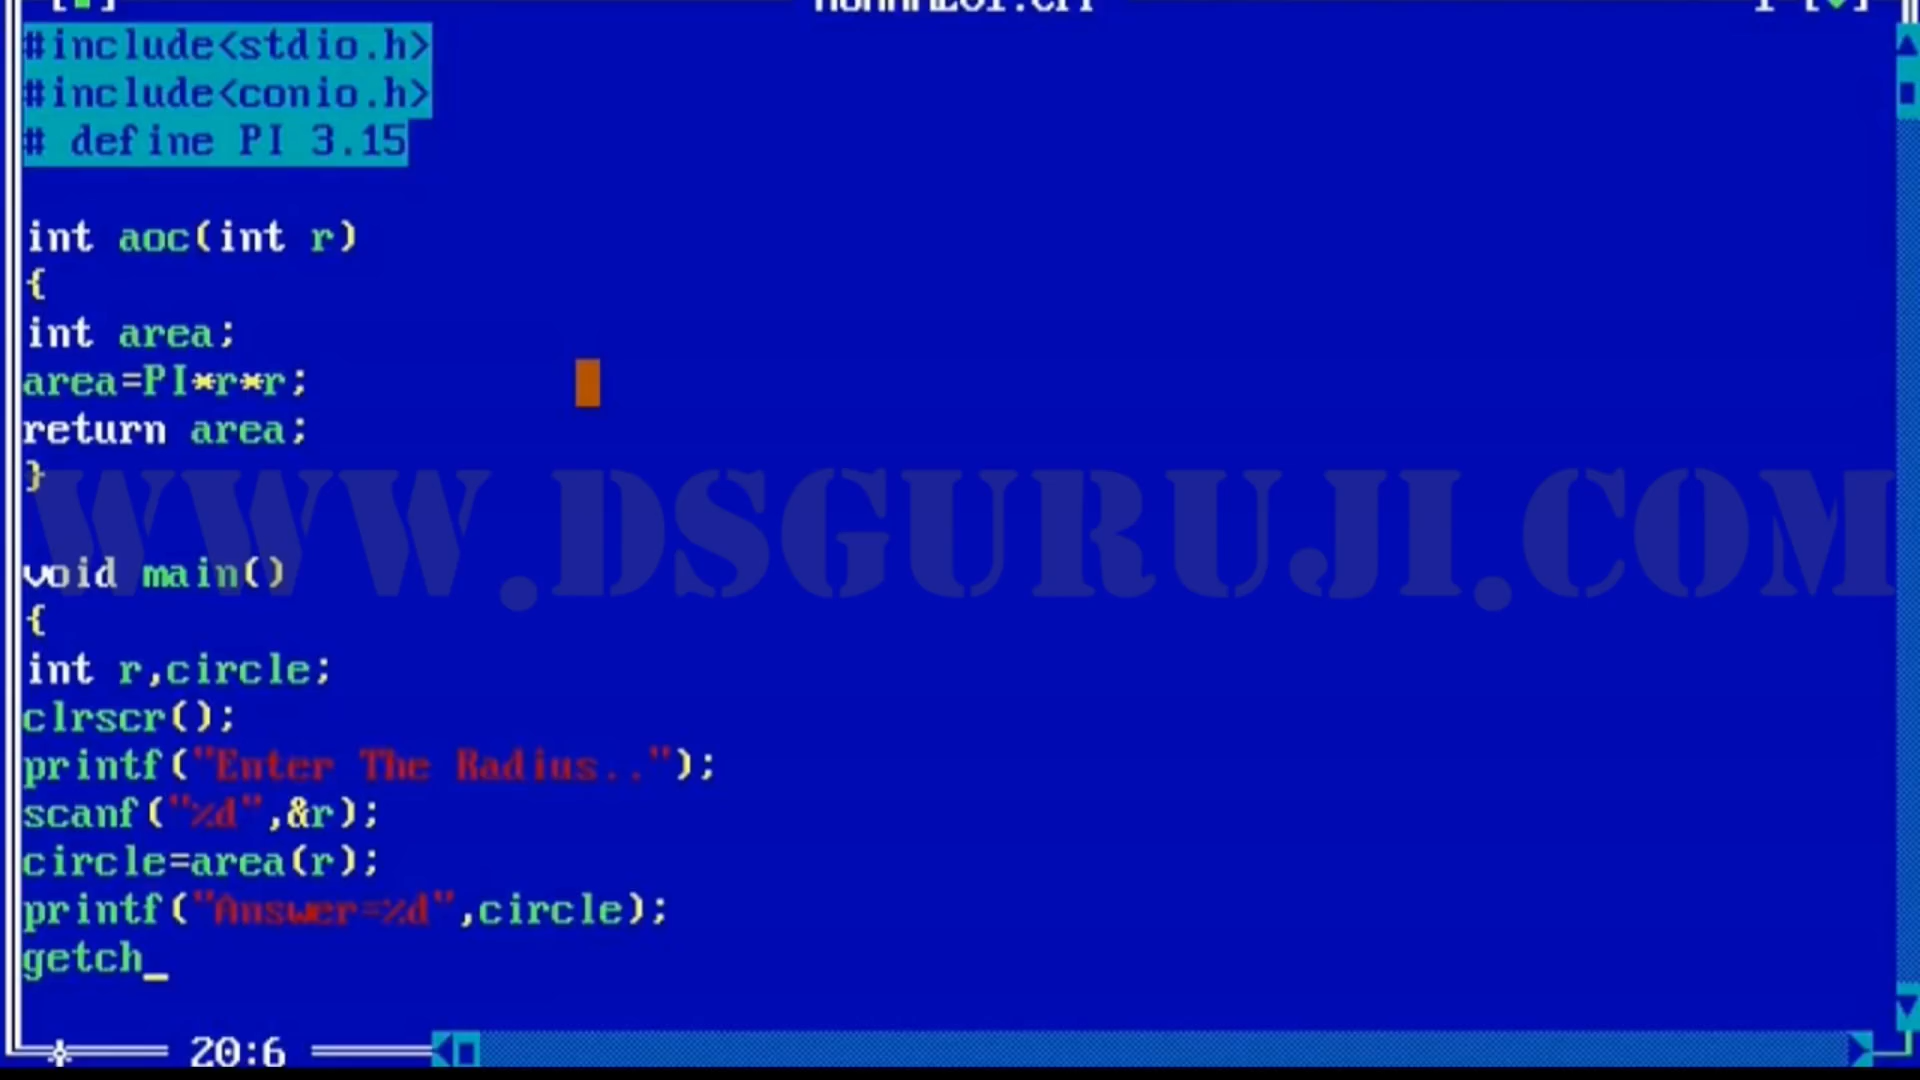 #include<stdio.h>
#include<conio.h>
# define PI 3.15
int aoc(int r)
{
int area;
area=PI*r*r;
return area;
}
WWW.DSGURUJI.COM
void main()
{
int r,circle;
clrscr();
printf("Enter The Radius..");
scanf("%d",&r);
circle=area(r);
printf("Answer=%d",circle);
getch_
20:6